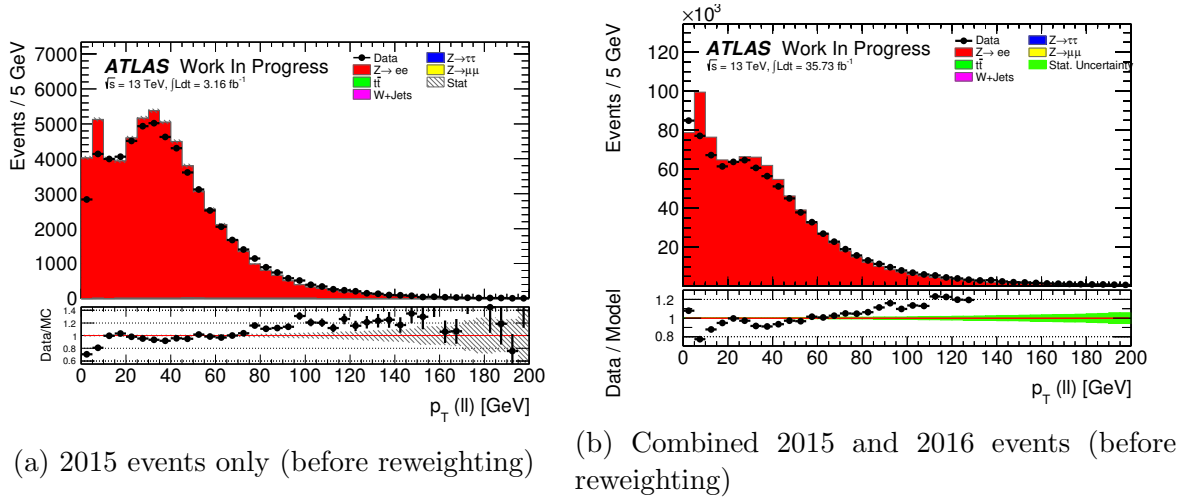 Events / 5 GeV
7000
6000
5000
4000
3000
2000
1000
0
ATLAS Work In Progress
√s = 13 TeV, ∫Ldt = 3.16 fb⁻¹
Data
Z→ ee
tt̄
W+Jets
Z→ττ
Z→μμ
Stat
Data/MC
1.4
1.2
1
0.8
0.6
0 20 40 60 80 100 120 140 160 180 200
p_T (ll) [GeV]
(a) 2015 events only (before reweighting)
×10³
Events / 5 GeV
120
100
80
60
40
20
ATLAS Work In Progress
√s = 13 TeV, ∫Ldt = 35.73 fb⁻¹
Data
Z→ ee
tt̄
W+Jets
Z→ττ
Z→μμ
Stat. Uncertainty
Data / Model
1.2
1
0.8
0 20 40 60 80 100 120 140 160 180 200
p_T (ll) [GeV]
(b) Combined 2015 and 2016 events (before
reweighting)